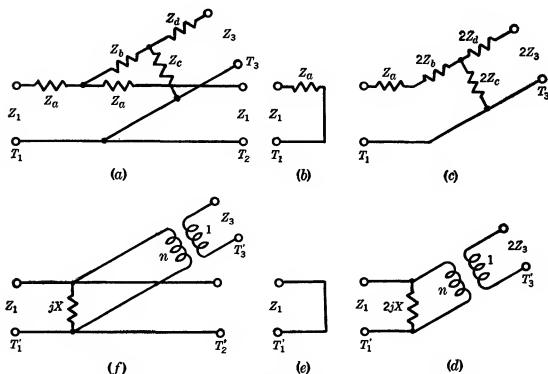 Z_d
Z_b
Z_3
Z_c
T_3
Z_a
Z_a
Z_1
Z_1
T_1
T_2
(a)
Z_a
Z_1
T_1
(b)
2Z_d
2Z_b
2Z_3
2Z_c
Z_a
T_3
Z_1
T_1
(c)
Z_3
1
n
T'_3
Z_1
jX
T'_1
T'_2
(f)
Z_1
T'_1
(e)
2Z_3
1
n
T'_3
Z_1
2jX
T'_1
(d)